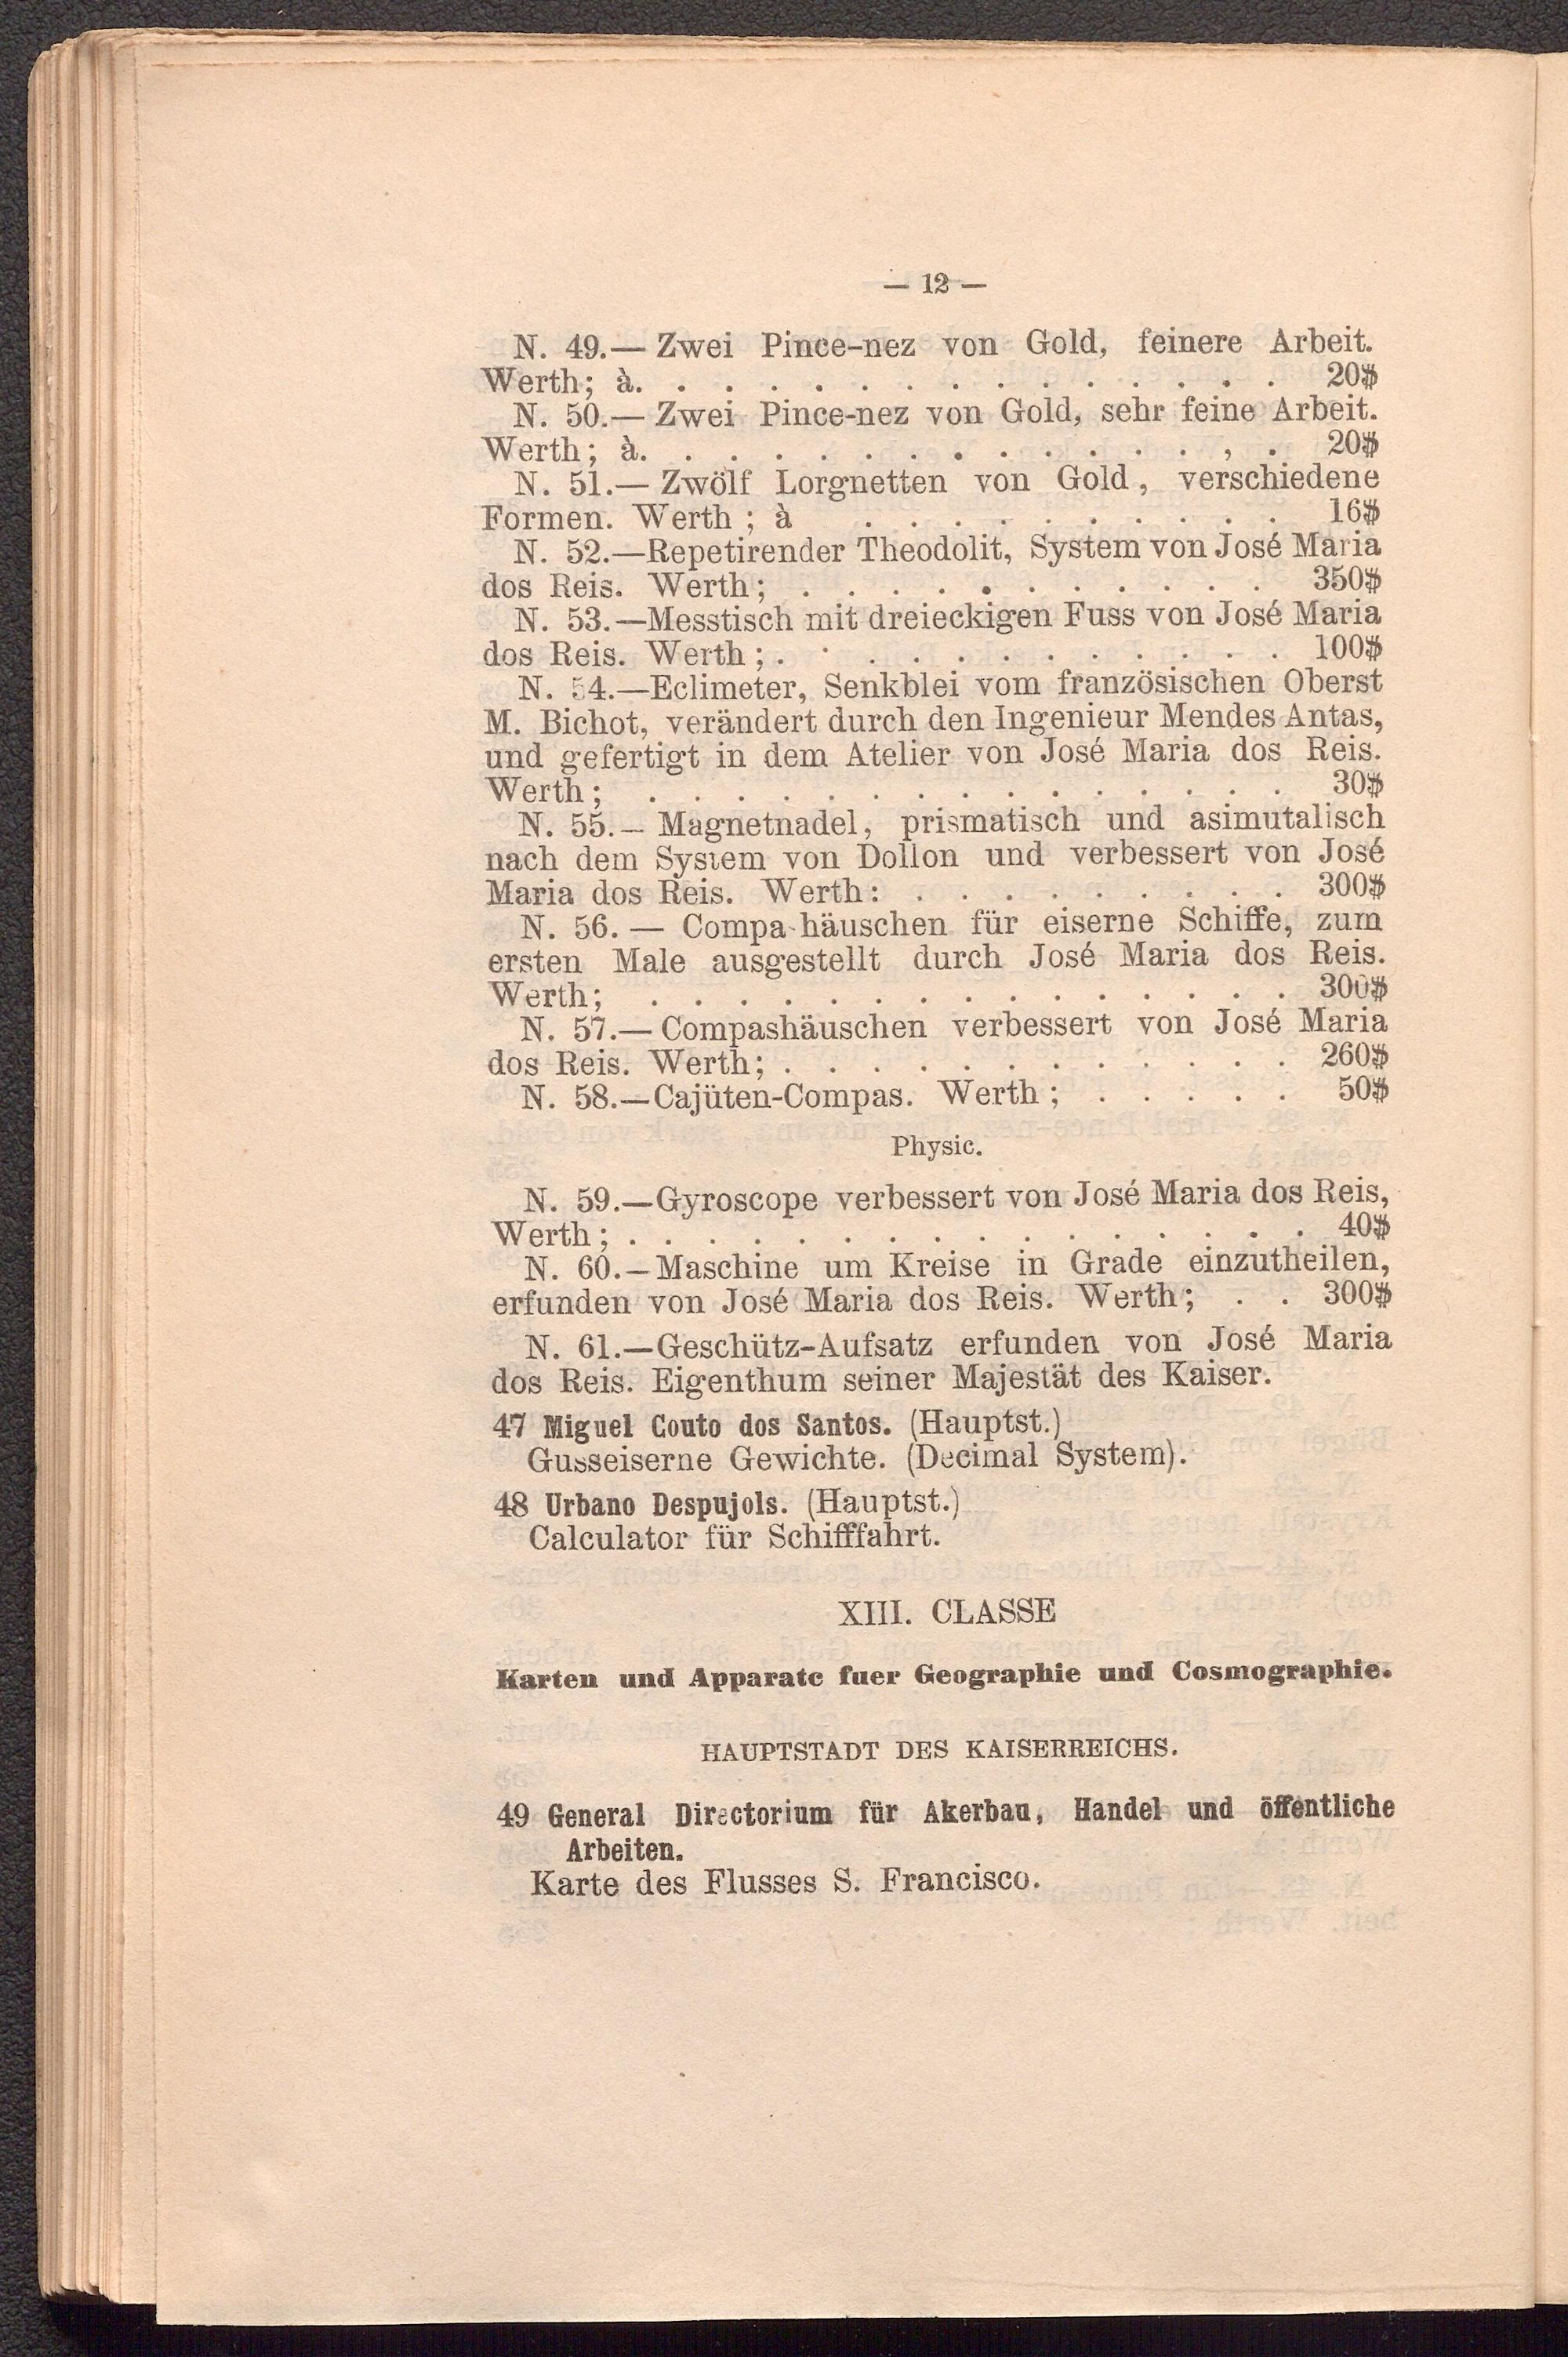 — 12 —
N. 49.— Zwei Pince-nez von Gold, feinere Arbeit.
Werth; à. . . . . . . . . . . . . . . 20$
N. 50.— Zwei Pince-nez von Gold, sehr feine Arbeit.
Werth; à. . . . . . . . . . . . . , . 20$
N. 51.— Zwölf Lorgnetten von Gold, verschiedene
Formen. Werth ; à . . . . . . . . . . 16$
N. 52.—Repetirender Theodolit, System von José Maria
dos Reis. Werth; . . . . . . . . . . . 350$
N. 53.—Messtisch mit dreieckigen Fuss von José Maria
dos Reis. Werth ; . . . . . . . . . . . . 100$
N. 54.—Eclimeter, Senkblei vom französischen Oberst
M. Bichot, verändert durch den Ingenieur Mendes Antas,
und gefertigt in dem Atelier von José Maria dos Reis.
Werth ; . . . . . . . . . . . . . . . 30$
N. 55.— Magnetnadel, prismatisch und asimutalisch
nach dem System von Dollon und verbessert von José
Maria dos Reis. Werth: . . . . . . . . . 300$
N. 56. — Compa-häuschen für eiserne Schiffe, zum
ersten Male ausgestellt durch José Maria dos Reis.
Werth; . . . . . . . . . . . . . . . 300$
N. 57.— Compashäuschen verbessert von José Maria
dos Reis. Werth; . . . . . . . . . . . . 260$
N. 58.—Cajüten-Compas. Werth ; . . . . . 50$
Physic.
N. 59.—Gyroscope verbessert von José Maria dos Reis,
Werth ; . . . . . . . . . . . . . . . . 40$
N. 60.—Maschine um Kreise in Grade einzutheilen,
erfunden von José Maria dos Reis. Werth; . . 300$
N. 61.—Geschütz-Aufsatz erfunden von José Maria
dos Reis. Eigenthum seiner Majestät des Kaiser.
47 Miguel Couto dos Santos. (Hauptst.)
Gusseiserne Gewichte. (Decimal System).
48 Urbano Despujols. (Hauptst.)
Calculator für Schifffahrt.
XIII. CLASSE
Karten und Apparate fuer Geographie und Cosmographie.
HAUPTSTADT DES KAISERREICHS.
49 General Directorium für Akerbau, Handel und öffentliche
Arbeiten.
Karte des Flusses S. Francisco.